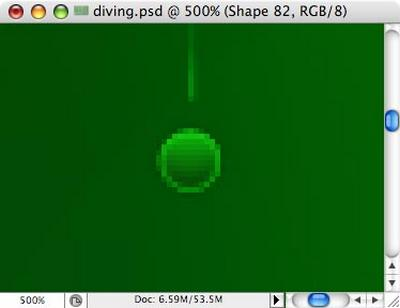 diving.psd @ 500% (Shape 82, RGB/8)
500% Doc: 6.59M/53.5M